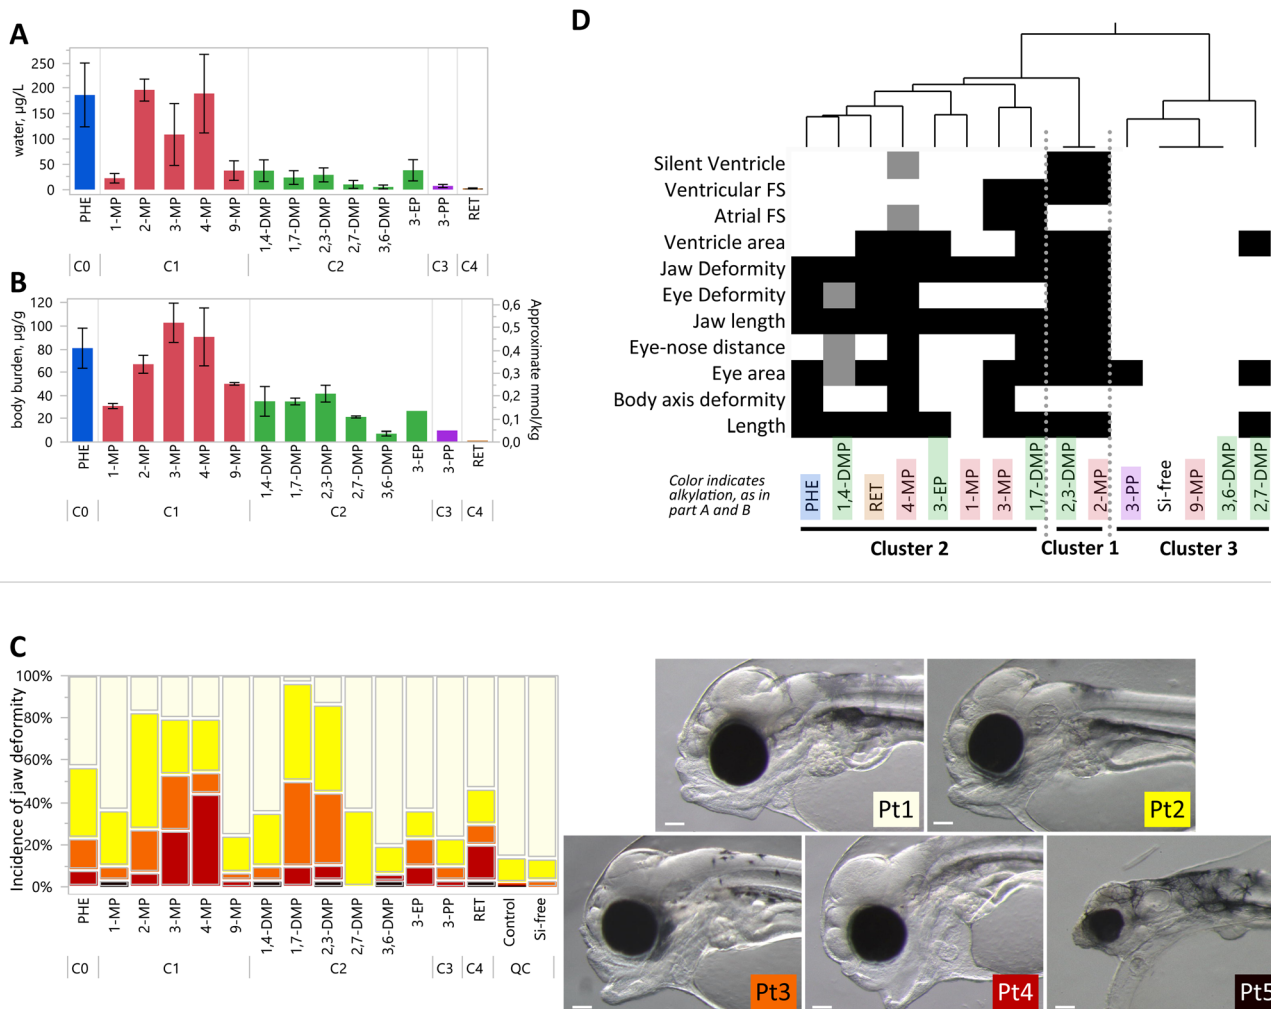 A
water, µg/L
250
200
150
100
50
0
PHE
1-MP
2-MP
3-MP
4-MP
9-MP
1,4-DMP
1,7-DMP
2,3-DMP
2,7-DMP
3,6-DMP
3-EP
3-PP
RET
C0
C1
C2
C3
C4
B
body burden, µg/g
120
100
80
60
40
20
0
0,6
0,5
0,4
0,3
0,2
0,1
0,0
Approximate mmol/kg
PHE
1-MP
2-MP
3-MP
4-MP
9-MP
1,4-DMP
1,7-DMP
2,3-DMP
2,7-DMP
3,6-DMP
3-EP
3-PP
RET
C0
C1
C2
C3
C4
D
Silent Ventricle
Ventricular FS
Atrial FS
Ventricle area
Jaw Deformity
Eye Deformity
Jaw length
Eye-nose distance
Eye area
Body axis deformity
Length
Color indicates
alkylation, as in
part A and B
PHE
1,4-DMP
RET
4-MP
3-EP
1-MP
3-MP
1,7-DMP
2,3-DMP
2-MP
3-PP
Si-free
9-MP
3,6-DMP
2,7-DMP
Cluster 2
Cluster 1
Cluster 3
C
Incidence of jaw deformity
100%
80%
60%
40%
20%
0%
PHE
1-MP
2-MP
3-MP
4-MP
9-MP
1,4-DMP
1,7-DMP
2,3-DMP
2,7-DMP
3,6-DMP
3-EP
3-PP
RET
Control
Si-free
C0
C1
C2
C3
C4
QC
Pt1
Pt2
Pt3
Pt4
Pt5